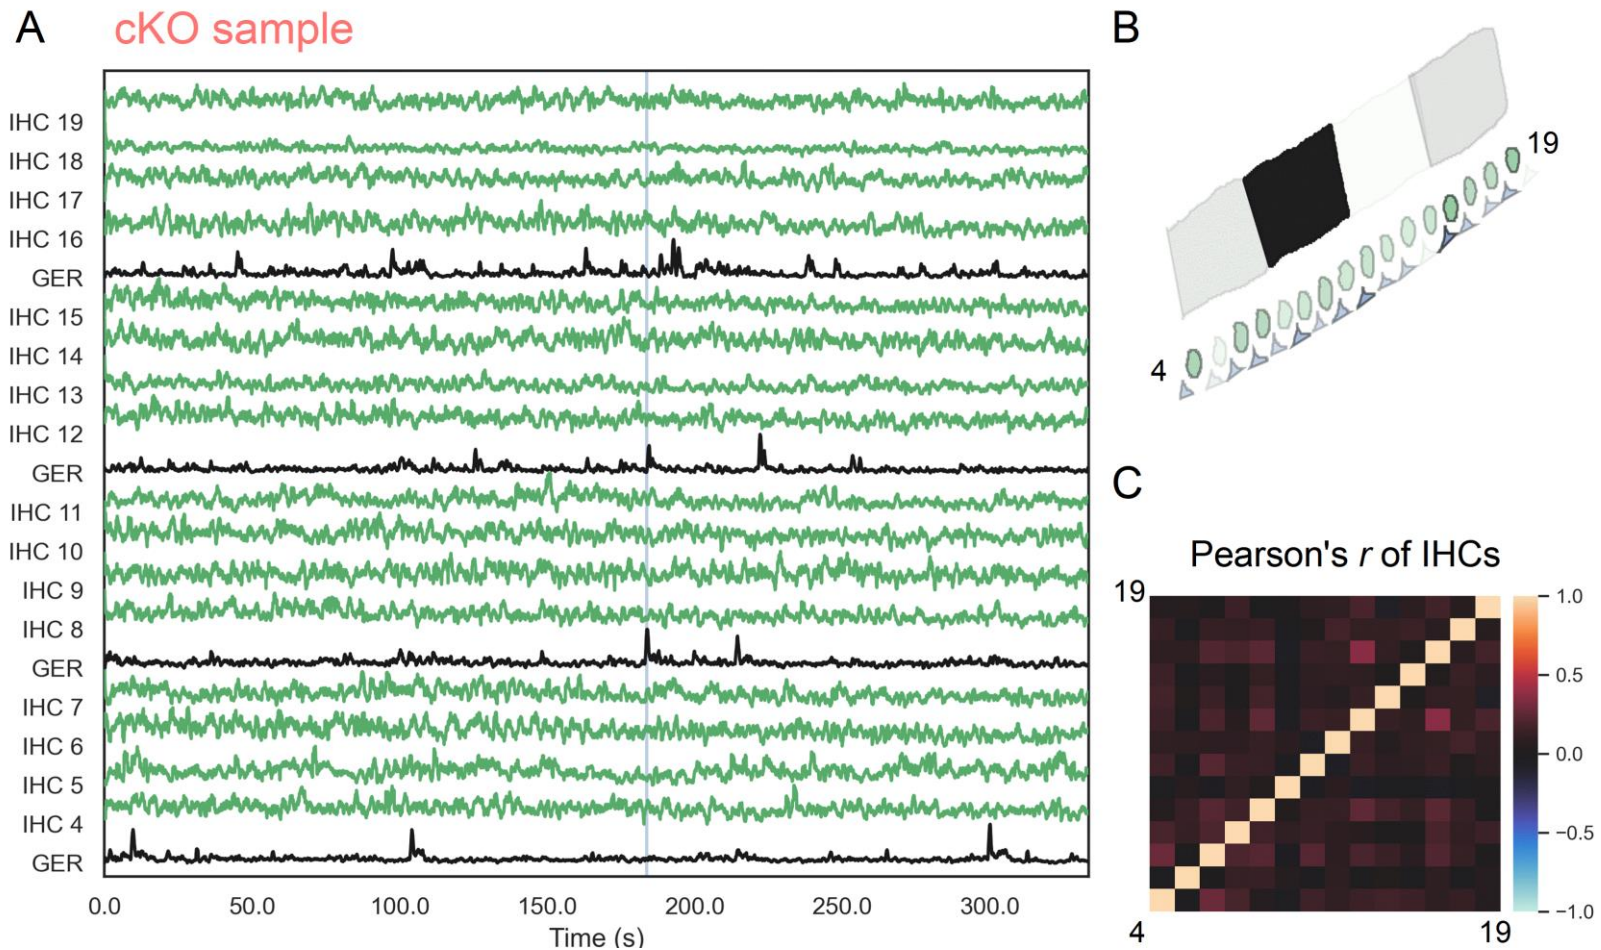 A
cKO sample
IHC 19
IHC 18
IHC 17
IHC 16
GER
IHC 15
IHC 14
IHC 13
IHC 12
GER
IHC 11
IHC 10
IHC 9
IHC 8
GER
IHC 7
IHC 6
IHC 5
IHC 4
GER
0.0 50.0 100.0 150.0 200.0 250.0 300.0
Time (s)
B
19
4
C
Pearson's r of IHCs
19
1.0
0.5
0.0
−0.5
−1.0
4 19